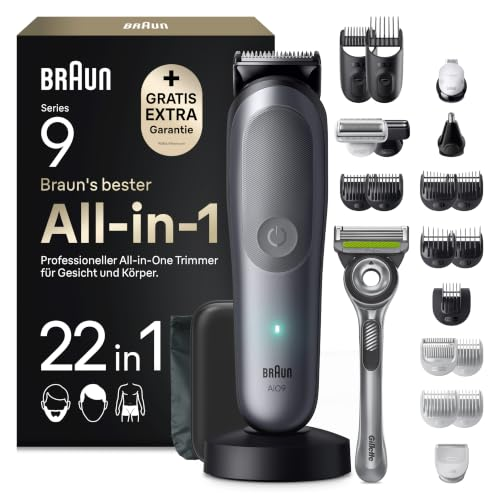 BRAUN
BRAUN
Series
9
+
GRATIS
EXTRA
Garantie
Braun's bester
All-in-1
Professioneller All-in-One Trimmer
für Gesicht und Körper.
22 in 1
BRAUN
AIO9
Gillette